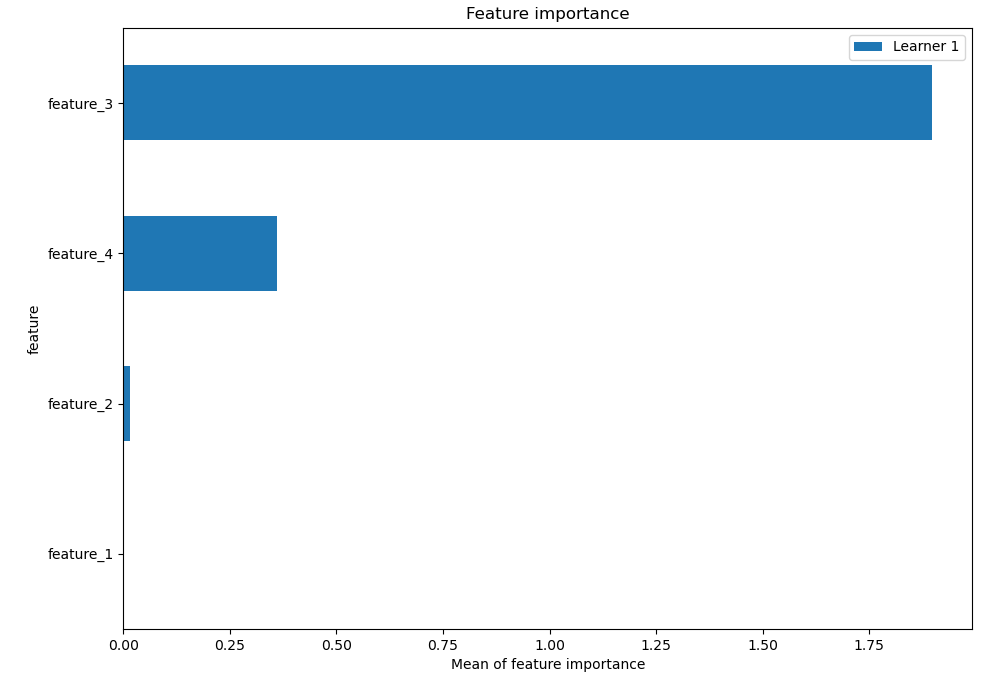 Feature importance
Learner 1
feature_3
feature_4
feature
feature_2
feature_1
0.00 0.25 0.50 0.75 1.00 1.25 1.50 1.75
Mean of feature importance